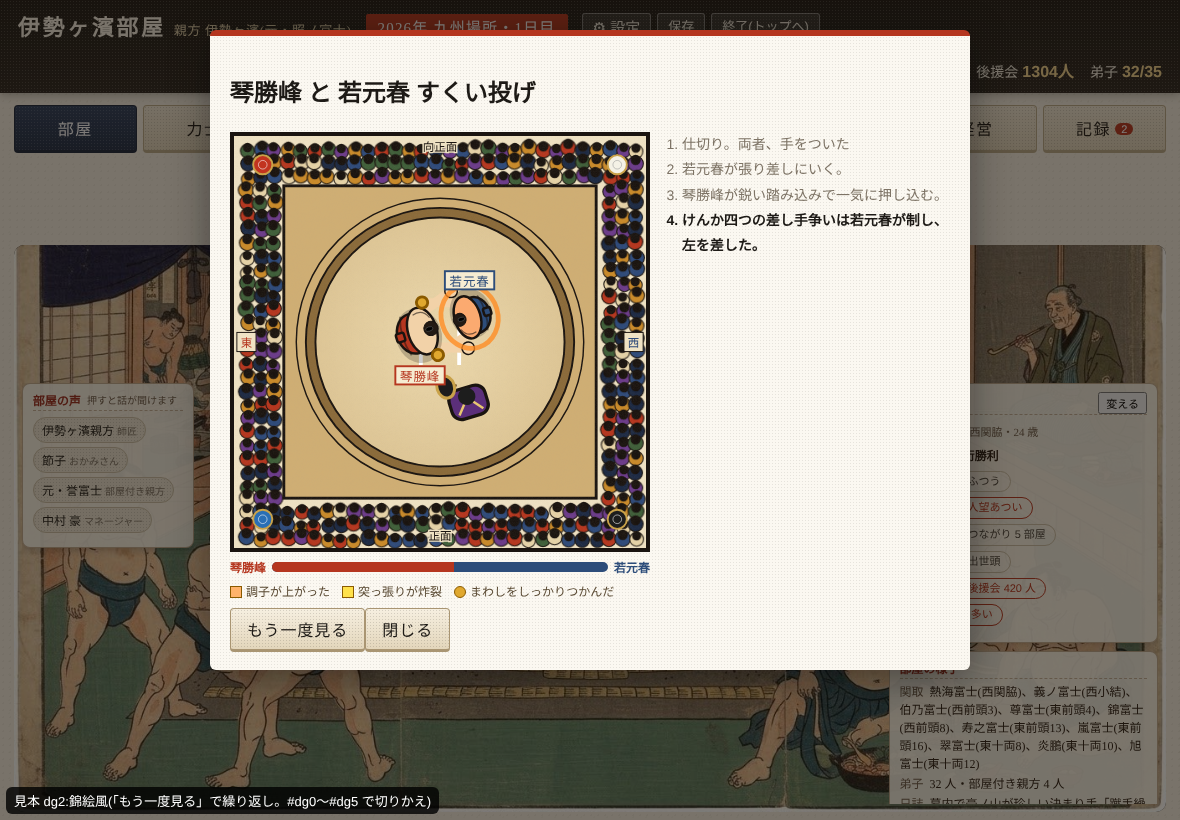 伊勢ヶ濱部屋
2026年 九州場所・1日目
設定
保存
終了(トップへ)
後援会 1304人 弟子 32/35
部屋
記録 2
琴勝峰 と 若元春 すくい投げ
1. 仕切り。両者、手をついた
2. 若元春が張り差しにいく。
3. 琴勝峰が鋭い踏み込みで一気に押し込む。
4. けんか四つの差し手争いは若元春が制し、
左を差した。
向正面
若元春
東
西
琴勝峰
正面
琴勝峰
若元春
調子が上がった 突っ張りが炸裂 まわしをしっかりつかんだ
もう一度見る
閉じる
部屋の声 押すと話が聞けます
伊勢ヶ濱親方 師匠
節子 おかみさん
元・誉富士 部屋付き親方
中村 豪 マネージャー
変える
西関脇・24 歳
勝利
ふつう
人望あつい
つながり 5 部屋
出世頭
後援会 420 人
多い
関取 熱海富士(西関脇)、義ノ富士(西小結)、
伯乃富士(西前頭3)、尊富士(東前頭4)、錦富士
(西前頭8)、寿之富士(東前頭13)、嵐富士(東前
頭16)、翠富士(東十両8)、炎鵬(東十両10)、旭
富士(東十両12)
弟子 32 人・部屋付き親方 4 人
見本 dg2:錦絵風(「もう一度見る」で繰り返し。#dg0〜#dg5 で切りかえ)